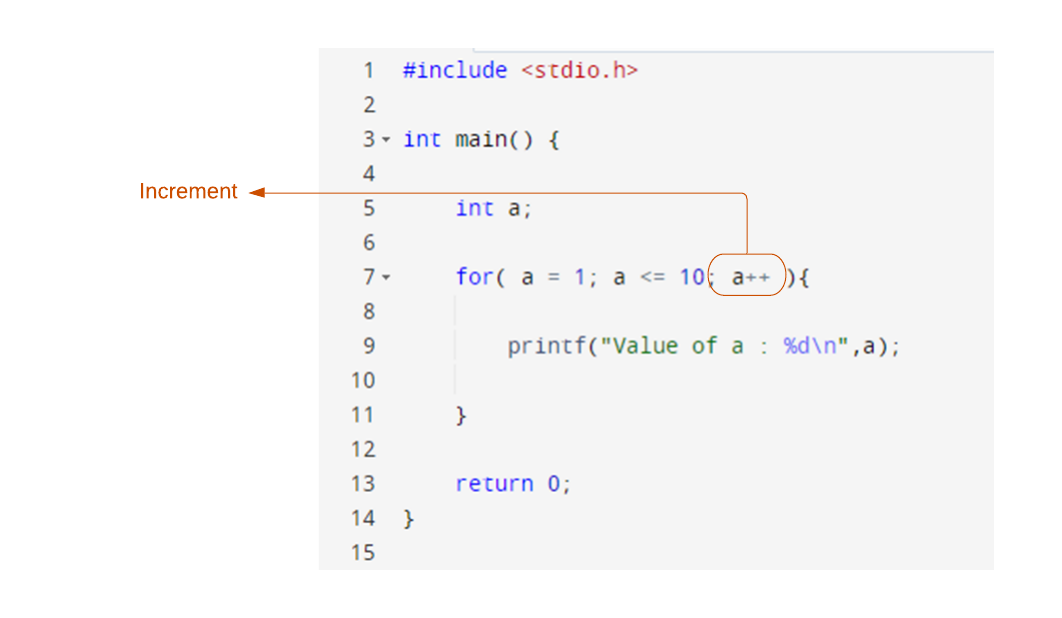 1 #include <stdio.h>
2
3 int main() {
4
Increment
5 int a;
6
7 for( a = 1; a <= 10; a++ ){
8
9 printf("Value of a : %d\n",a);
10
11 }
12
13 return 0;
14 }
15